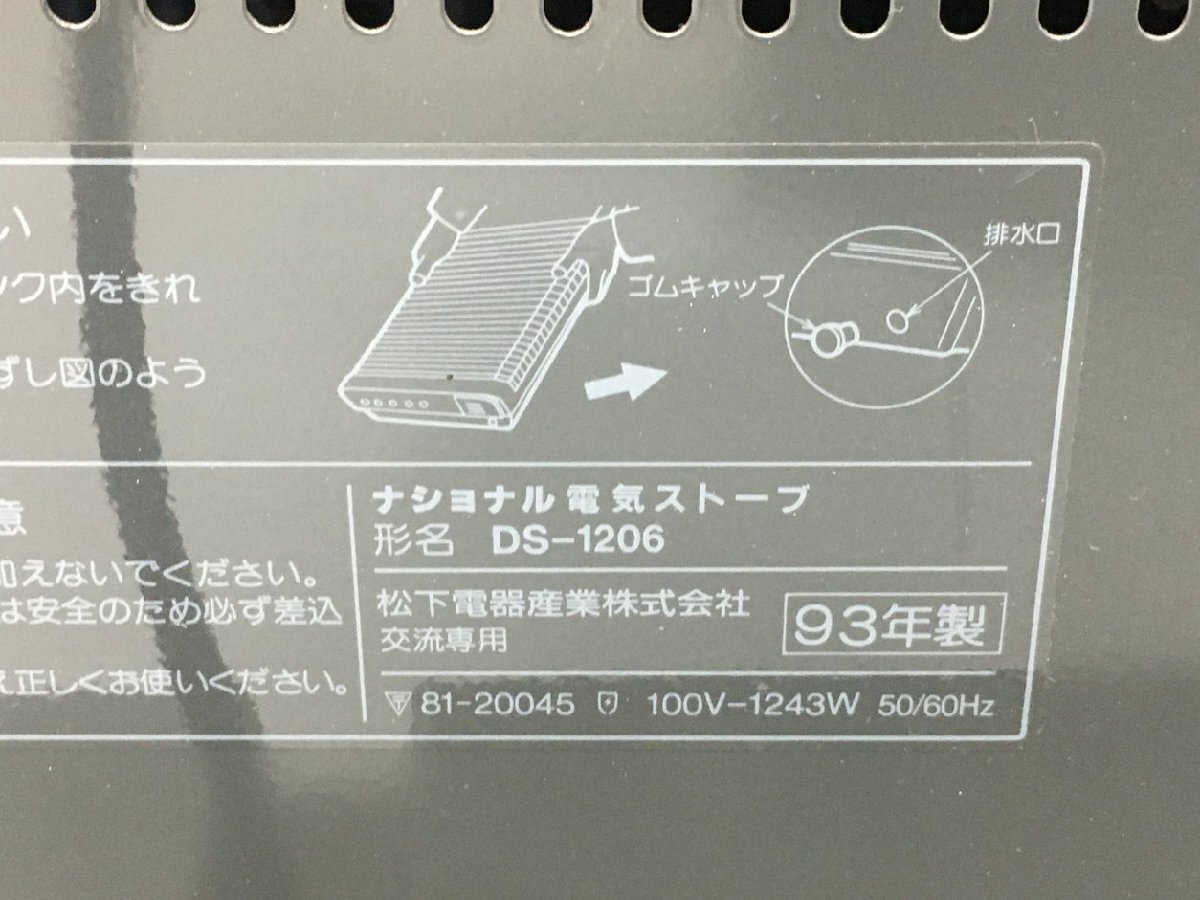 い
ック内をきれ
ずし図のよう
ゴムキャップ
排水口
意
加えないでください。
は安全のため必ず差込
え正しくお使いください。
ナショナル電気ストーブ
形名 DS-1206
松下電器産業株式会社
交流専用
93年製
81-20045 100V-1243W 50/60Hz